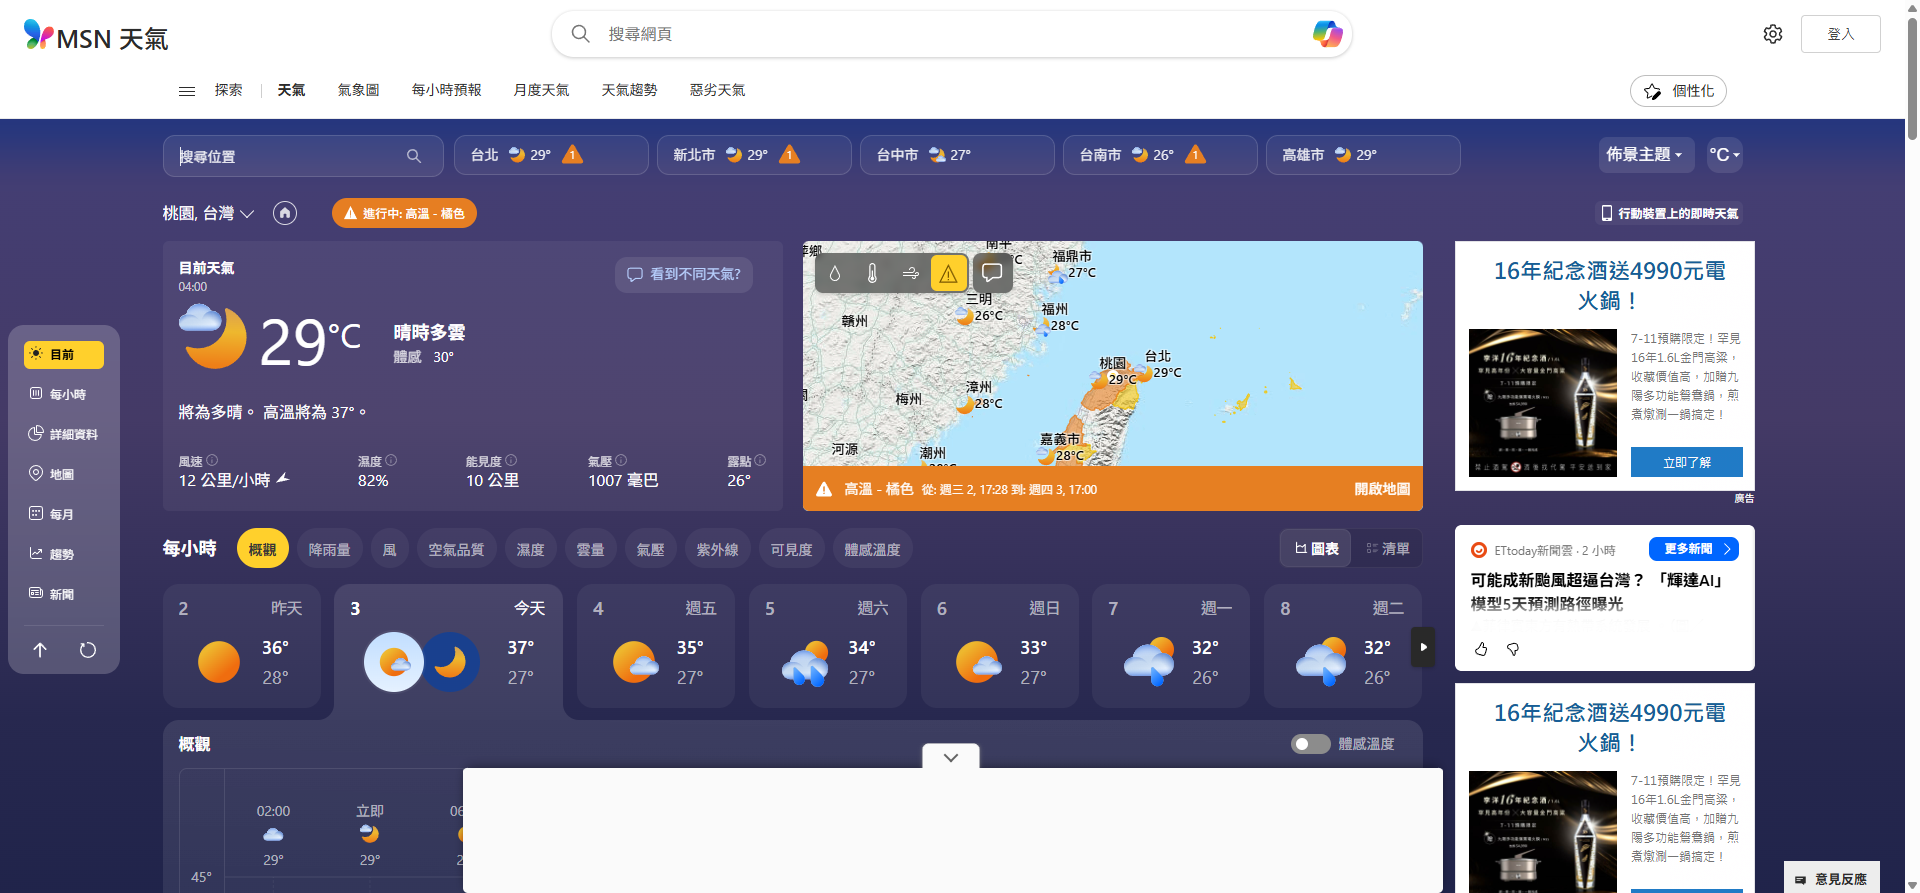 MSN 天氣
搜尋網頁
登入
探索
天氣
氣象圖
每小時預報
月度天氣
天氣趨勢
惡劣天氣
個性化
搜尋位置
台北 29° 1
新北市 29° 1
台中市 27°
台南市 26° 1
高雄市 29°
佈景主題
°C
桃園, 台灣
進行中: 高溫 - 橘色
行動裝置上的即時天氣
目前天氣
04:00
看到不同天氣?
29°C
晴時多雲
體感 30°
將為多晴。 高溫將為 37°。
風速
12 公里/小時
濕度
82%
能見度
10 公里
氣壓
1007 毫巴
露點
26°
南平
福鼎市
27°C
三明
26°C
福州
28°C
贛州
桃園
29°C
台北
29°C
漳州
28°C
梅州
嘉義市
28°C
河源
潮州
高溫 - 橘色 從: 週三 2, 17:28 到: 週四 3, 17:00
開啟地圖
目前
每小時
詳細資料
地圖
每月
趨勢
新聞
每小時
概觀
降雨量
風
空氣品質
濕度
雲量
氣壓
紫外線
可見度
體感溫度
圖表
清單
2 昨天
36°
28°
3 今天
37°
27°
4 週五
35°
27°
5 週六
34°
27°
6 週日
33°
27°
7 週一
32°
26°
8 週二
32°
26°
概觀
體感溫度
02:00
29°
立即
29°
45°
16年紀念酒送4990元電
火鍋！
7-11預購限定！罕見
16年1.6L金門高粱，
收藏價值高，加贈九
陽多功能鴛鴦鍋，煎
煮燉涮一鍋搞定！
立即了解
廣告
ETtoday新聞雲 · 2 小時
更多新聞
可能成新颱風超逼台灣？ 「輝達AI」
模型5天預測路徑曝光
16年紀念酒送4990元電
火鍋！
7-11預購限定！罕見
16年1.6L金門高粱，
收藏價值高，加贈九
陽多功能鴛鴦鍋，煎
煮燉涮一鍋搞定！
意見反應